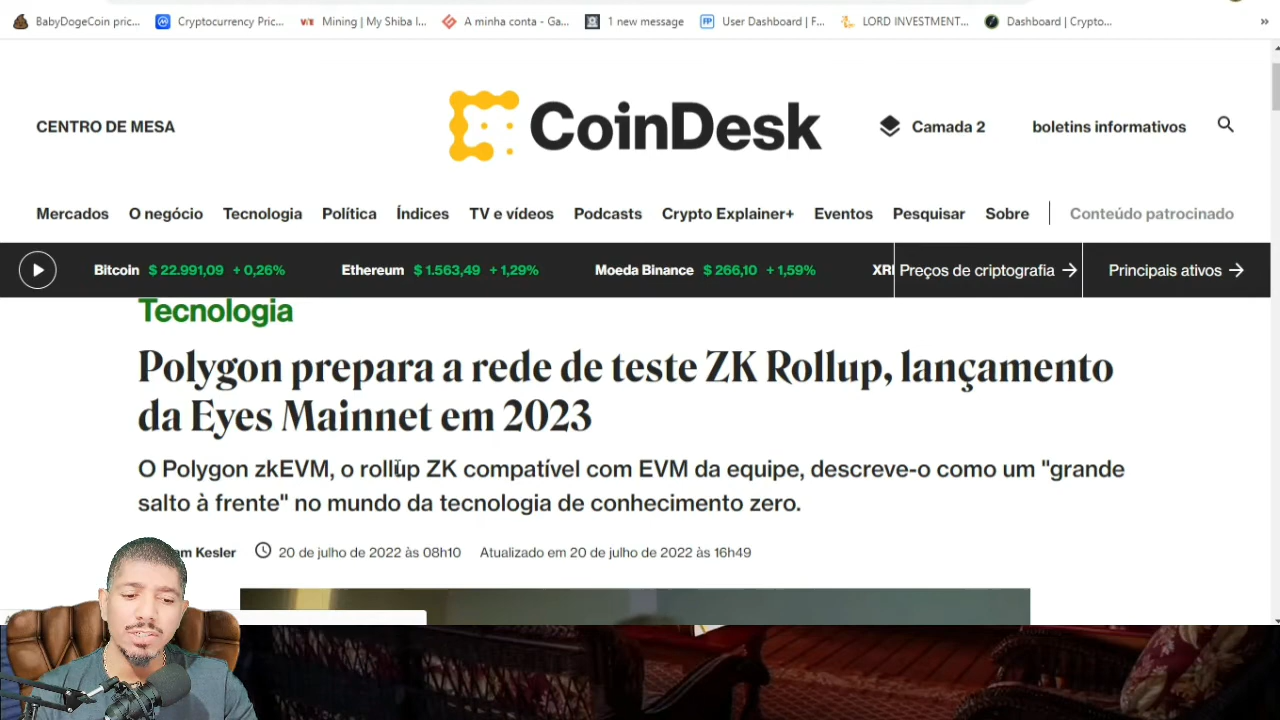 BabyDogeCoin pric... Cryptocurrency Pric... Mining | My Shiba I... A minha conta - Ga... 1 new message User Dashboard | F... LORD INVESTMENT... Dashboard | Crypto... »
CENTRO DE MESA CoinDesk Camada 2 boletins informativos
Mercados O negócio Tecnologia Política Índices TV e vídeos Podcasts Crypto Explainer+ Eventos Pesquisar Sobre Conteúdo patrocinado
Bitcoin $ 22.991,09 + 0,26% Ethereum $ 1.563,49 + 1,29% Moeda Binance $ 266,10 + 1,59% Preços de criptografia → Principais ativos →
Tecnologia
Polygon prepara a rede de teste ZK Rollup, lançamento
da Eyes Mainnet em 2023
O Polygon zkEVM, o rollup ZK compatível com EVM da equipe, descreve-o como um "grande
salto à frente" no mundo da tecnologia de conhecimento zero.
Kesler 20 de julho de 2022 às 08h10 Atualizado em 20 de julho de 2022 às 16h49